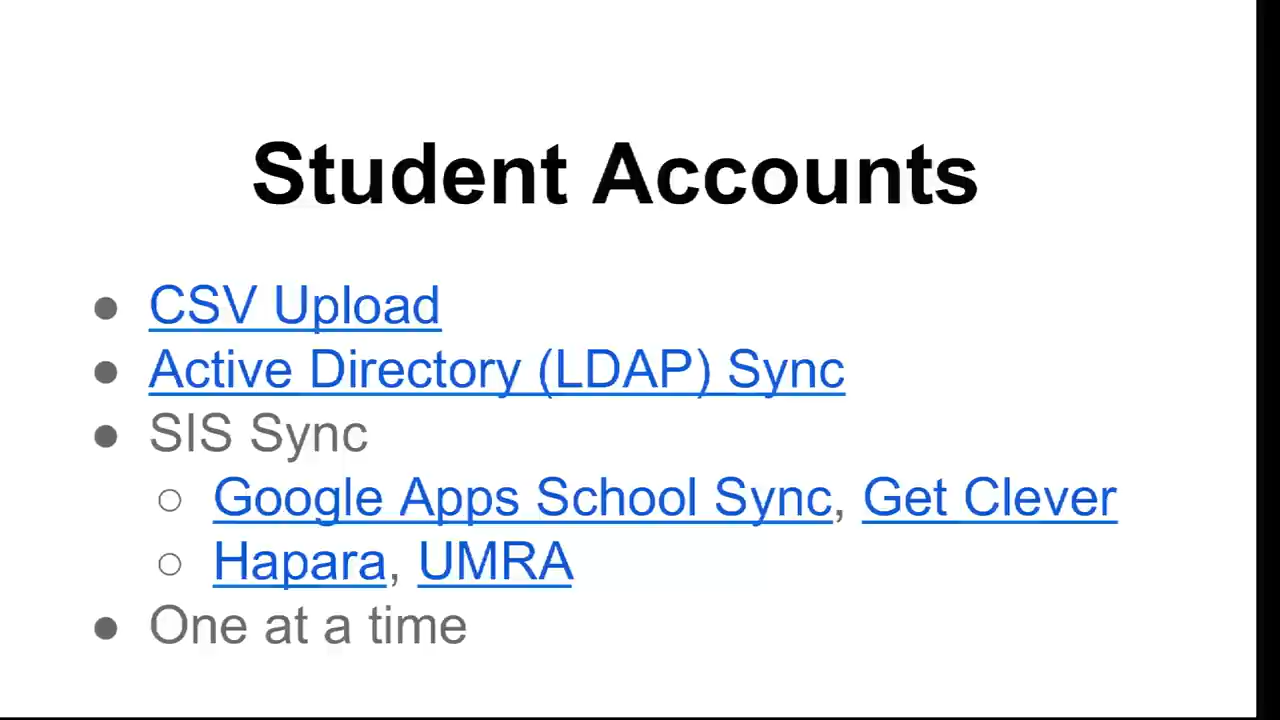 Student Accounts
● CSV Upload
● Active Directory (LDAP) Sync
● SIS Sync
○ Google Apps School Sync, Get Clever
○ Hapara, UMRA
● One at a time